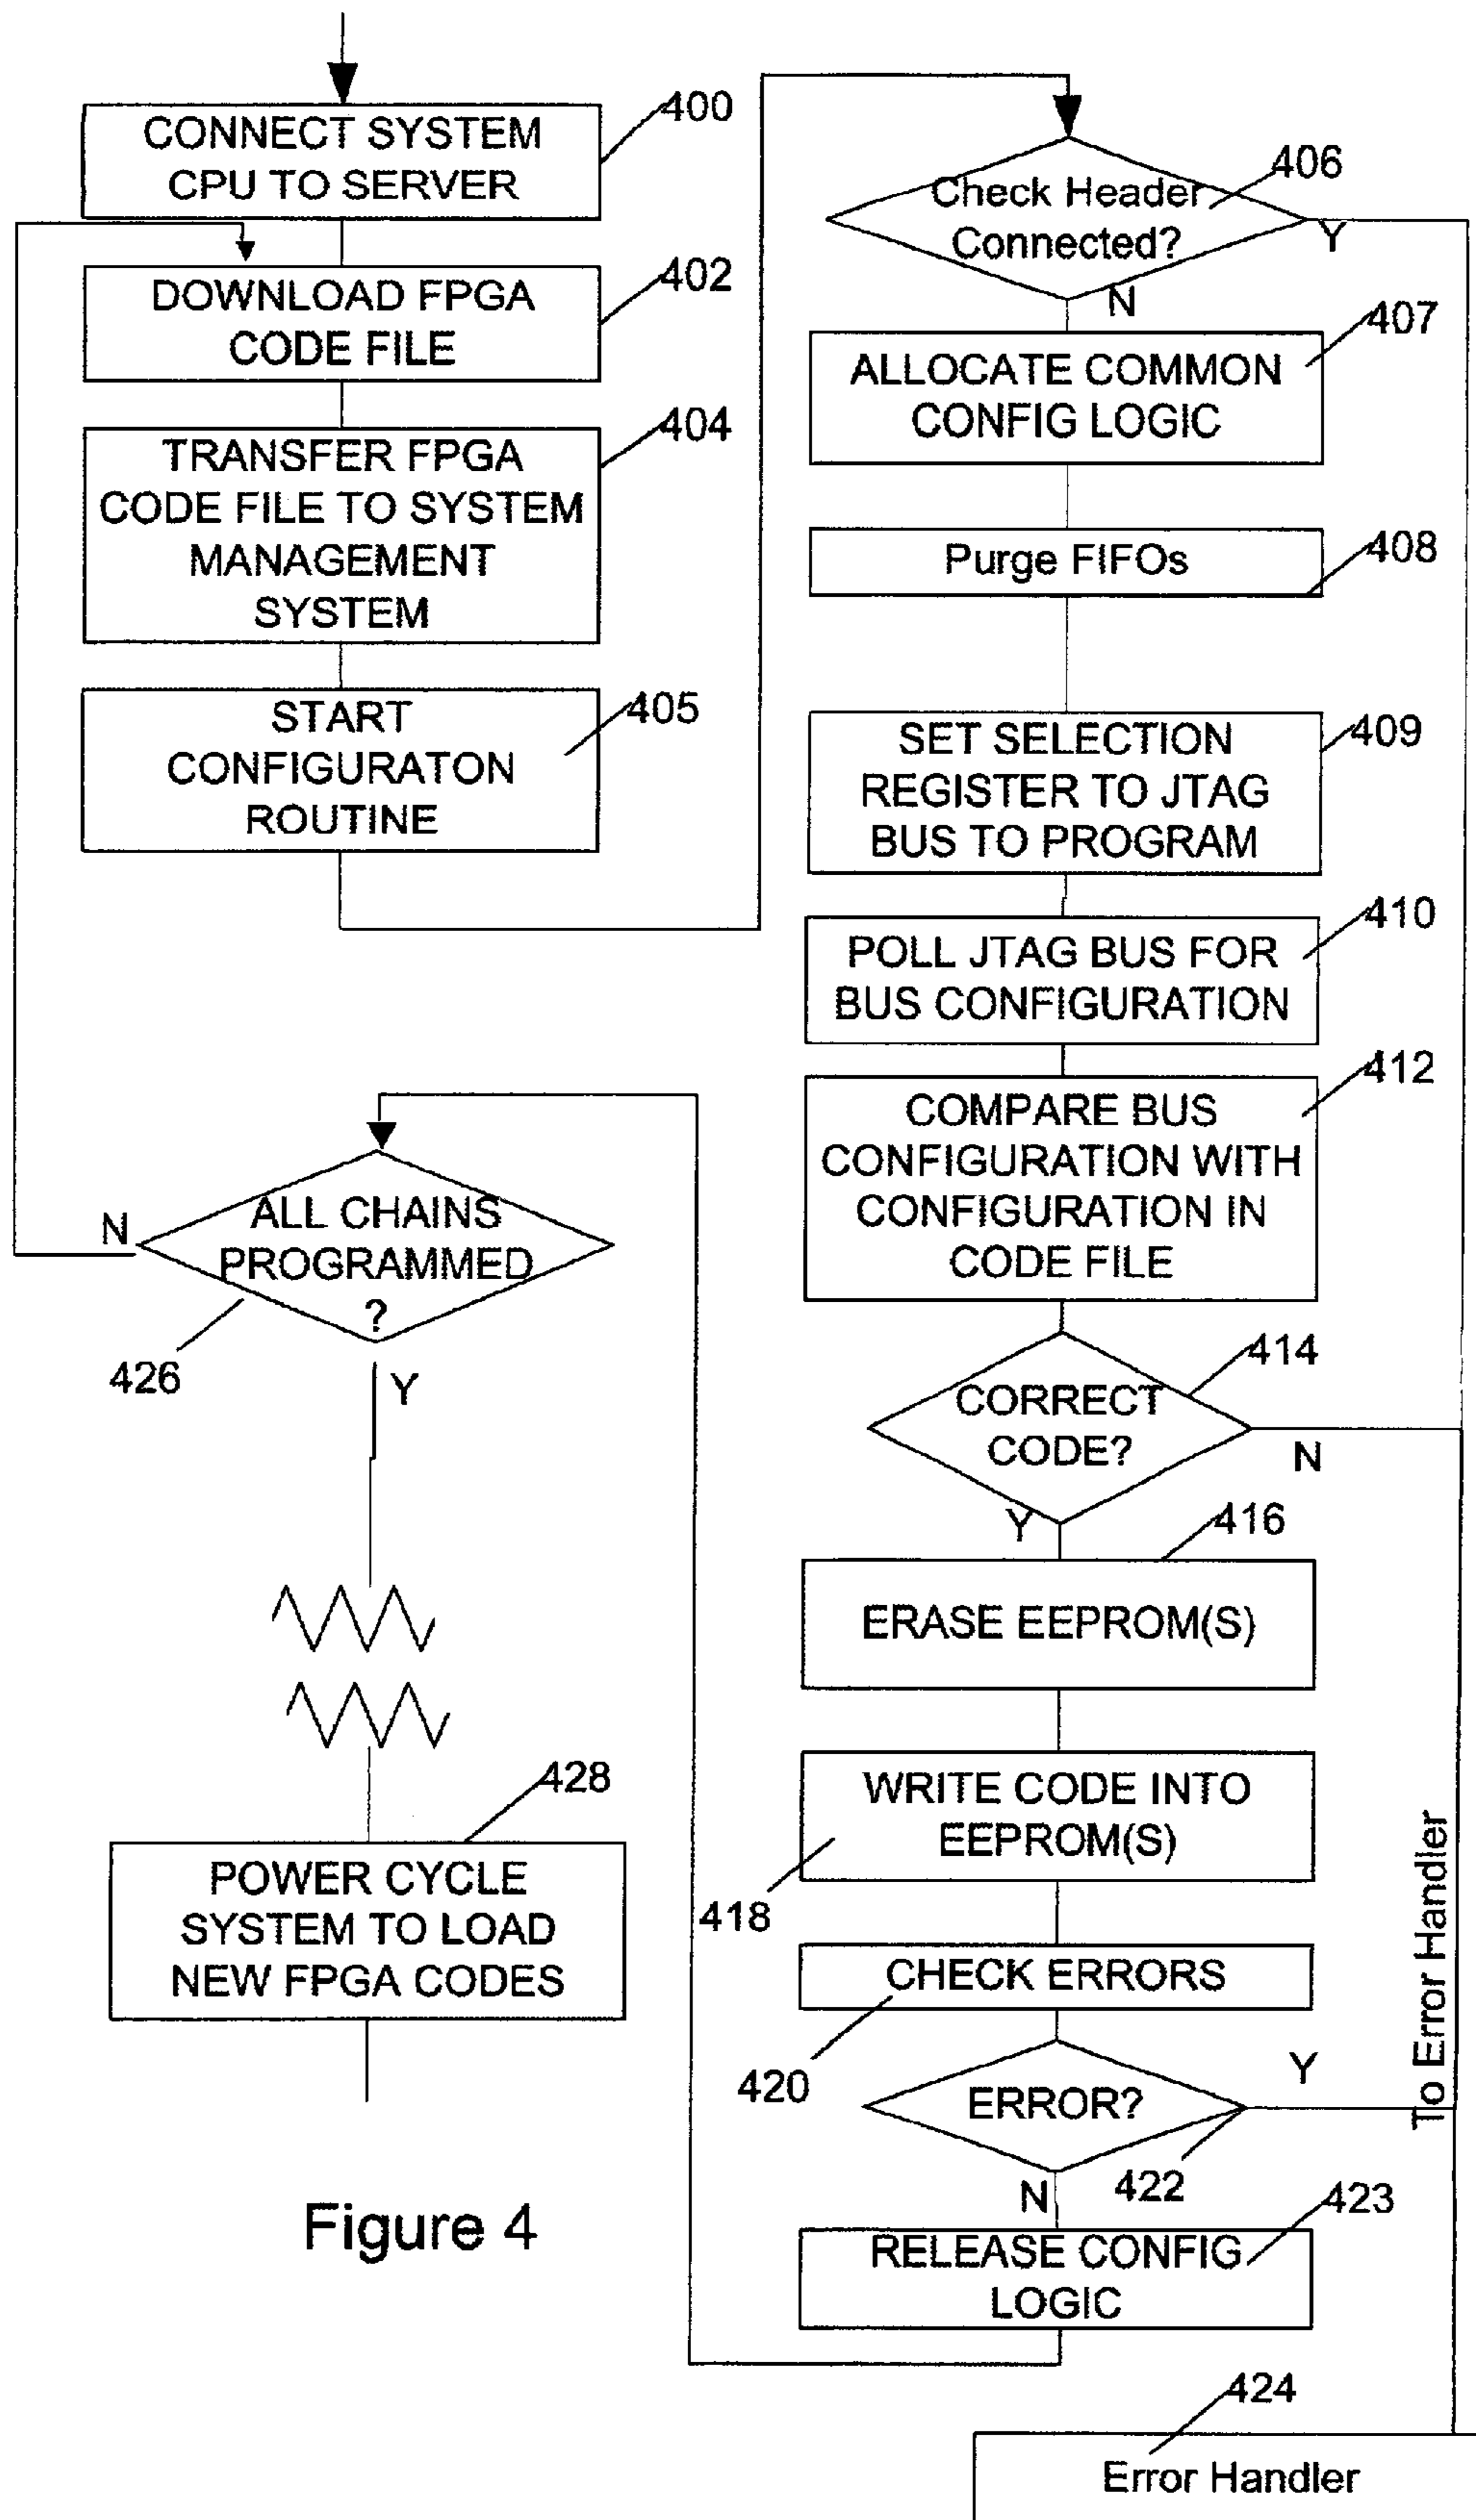 400
CONNECT SYSTEM
CPU TO SERVER
402
DOWNLOAD FPGA
CODE FILE
404
TRANSFER FPGA
CODE FILE TO SYSTEM
MANAGEMENT
SYSTEM
405
START
CONFIGURATON
ROUTINE
406
Check Header
Connected?
Y
N
407
ALLOCATE COMMON
CONFIG LOGIC
408
Purge FIFOs
409
SET SELECTION
REGISTER TO JTAG
BUS TO PROGRAM
410
POLL JTAG BUS FOR
BUS CONFIGURATION
412
COMPARE BUS
CONFIGURATION WITH
CONFIGURATION IN
CODE FILE
414
CORRECT
CODE?
N
Y
416
ERASE EEPROM(S)
WRITE CODE INTO
EEPROM(S)
418
CHECK ERRORS
420
ERROR?
Y
422
N
423
RELEASE CONFIG
LOGIC
To Error Handler
424
Error Handler
ALL CHAINS
PROGRAMMED
?
N
426
Y
428
POWER CYCLE
SYSTEM TO LOAD
NEW FPGA CODES
Figure 4